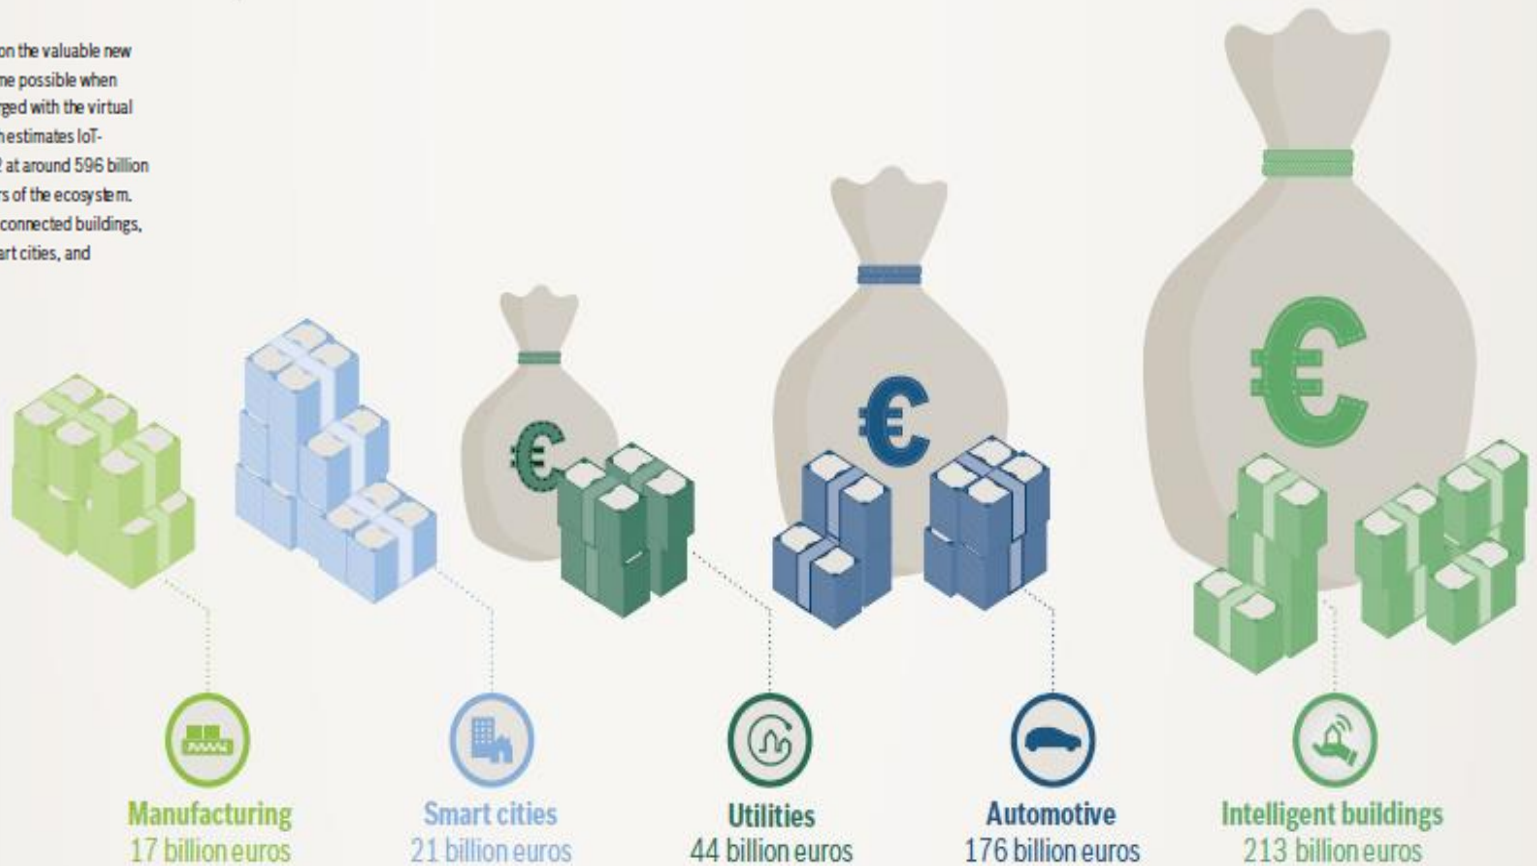 on the valuable new
me possible when
rged with the virtual
n estimates IoT-
2 at around 596 billion
rs of the ecosystem.
connected buildings,
art cities, and
€
€
€
Manufacturing
17 billion euros
Smart cities
21 billion euros
Utilities
44 billion euros
Automotive
176 billion euros
Intelligent buildings
213 billion euros